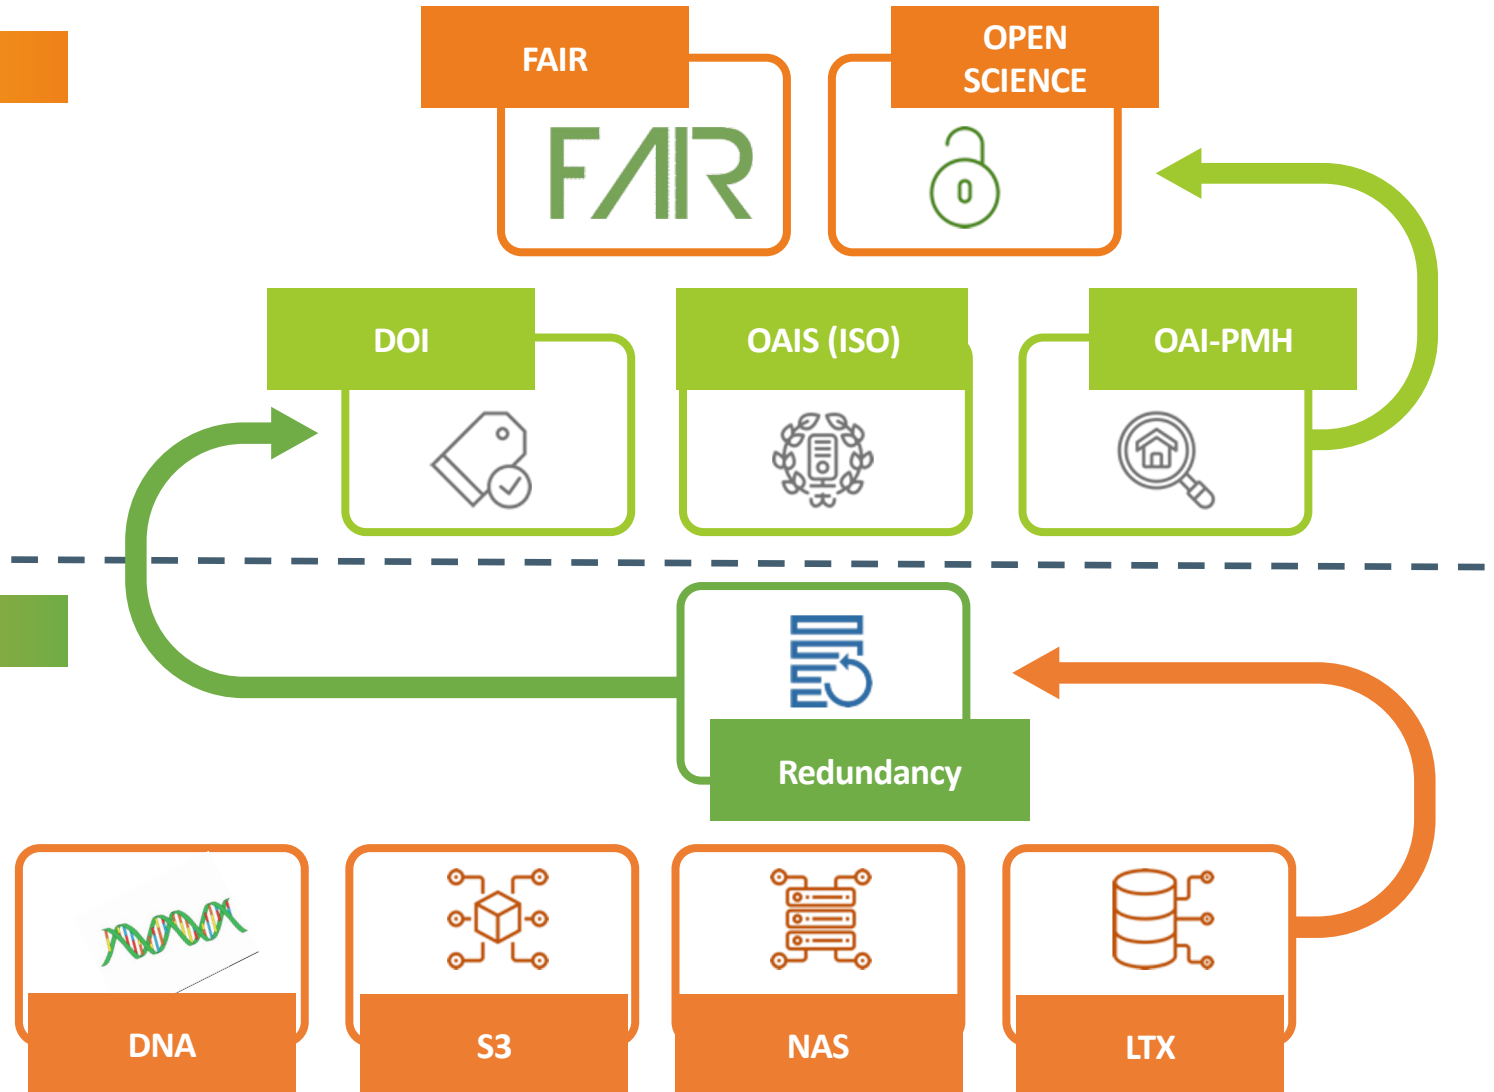 FAIR
OPEN
SCIENCE
FAIR
DOI
OAIS (ISO)
OAI-PMH
Redundancy
DNA
S3
NAS
LTX